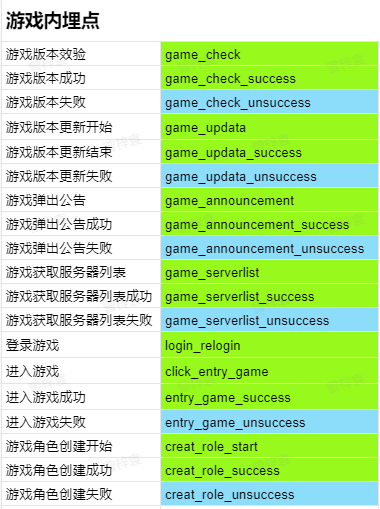 游戏内埋点
游戏版本效验 game_check
游戏版本成功 game_check_success
游戏版本失败 game_check_unsuccess
游戏版本更新开始 game_updata
游戏版本更新结束 game_updata_success
游戏版本更新失败 game_updata_unsuccess
游戏弹出公告 game_announcement
游戏弹出公告成功 game_announcement_success
游戏弹出公告失败 game_announcement_unsuccess
游戏获取服务器列表 game_serverlist
游戏获取服务器列表成功 game_serverlist_success
游戏获取服务器列表失败 game_serverlist_unsuccess
登录游戏 login_relogin
进入游戏 click_entry_game
进入游戏成功 entry_game_success
进入游戏失败 entry_game_unsuccess
游戏角色创建开始 creat_role_start
游戏角色创建成功 creat_role_success
游戏角色创建失败 creat_role_unsuccess